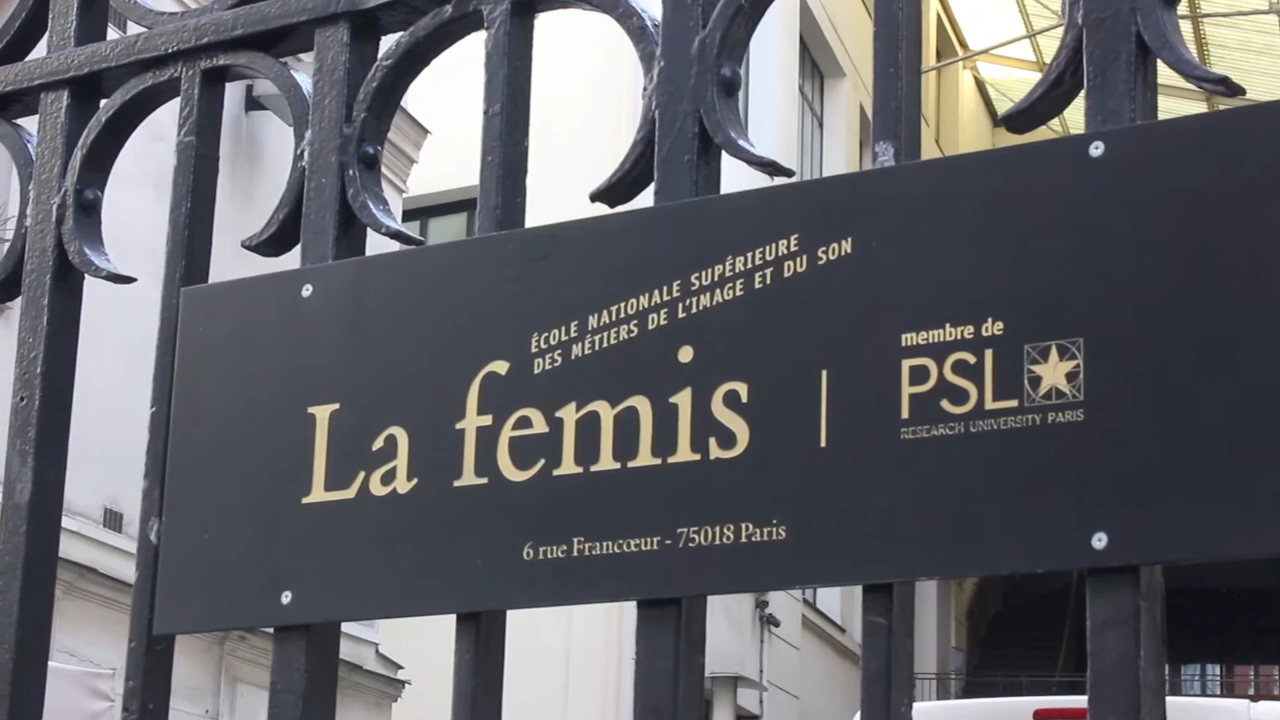 ÉCOLE NATIONALE SUPÉRIEURE
DES MÉTIERS DE L'IMAGE ET DU SON
La femis
6 rue Francœur - 75018 Paris
membre de
PSL
RESEARCH UNIVERSITY PARIS